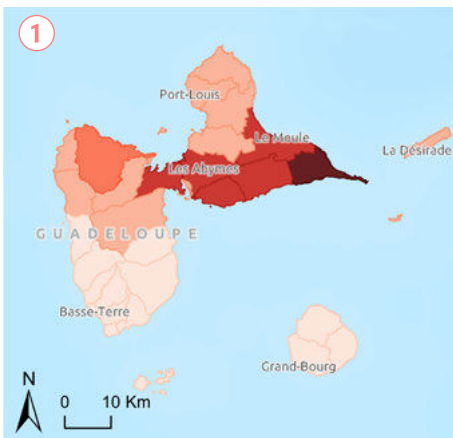 1
Port-Louis
Le Moule
La Désirade
Les Abymes
GUADELOUPE
Basse-Terre
Grand-Bourg
N
0 10 Km